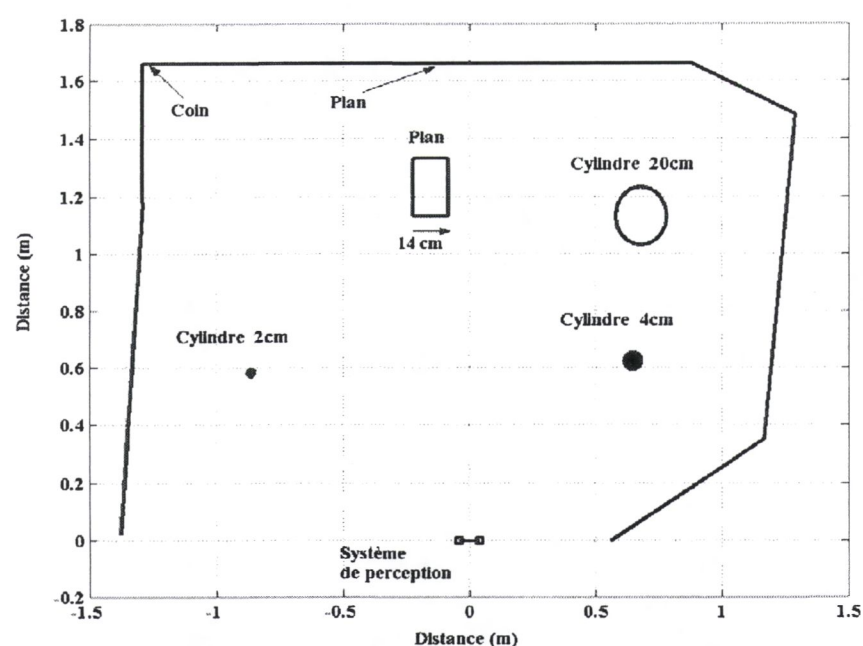 1.8
1.6
Coin
Plan
1.4
Plan
Cylindre 20cm
1.2
14 cm
1
Distance (m)
0.8
Cylindre 2cm
Cylindre 4cm
0.6
0.4
0.2
0
Système
de perception
-0.2
-1.5
-1
-0.5
0
0.5
1
1.5
Distance (m)